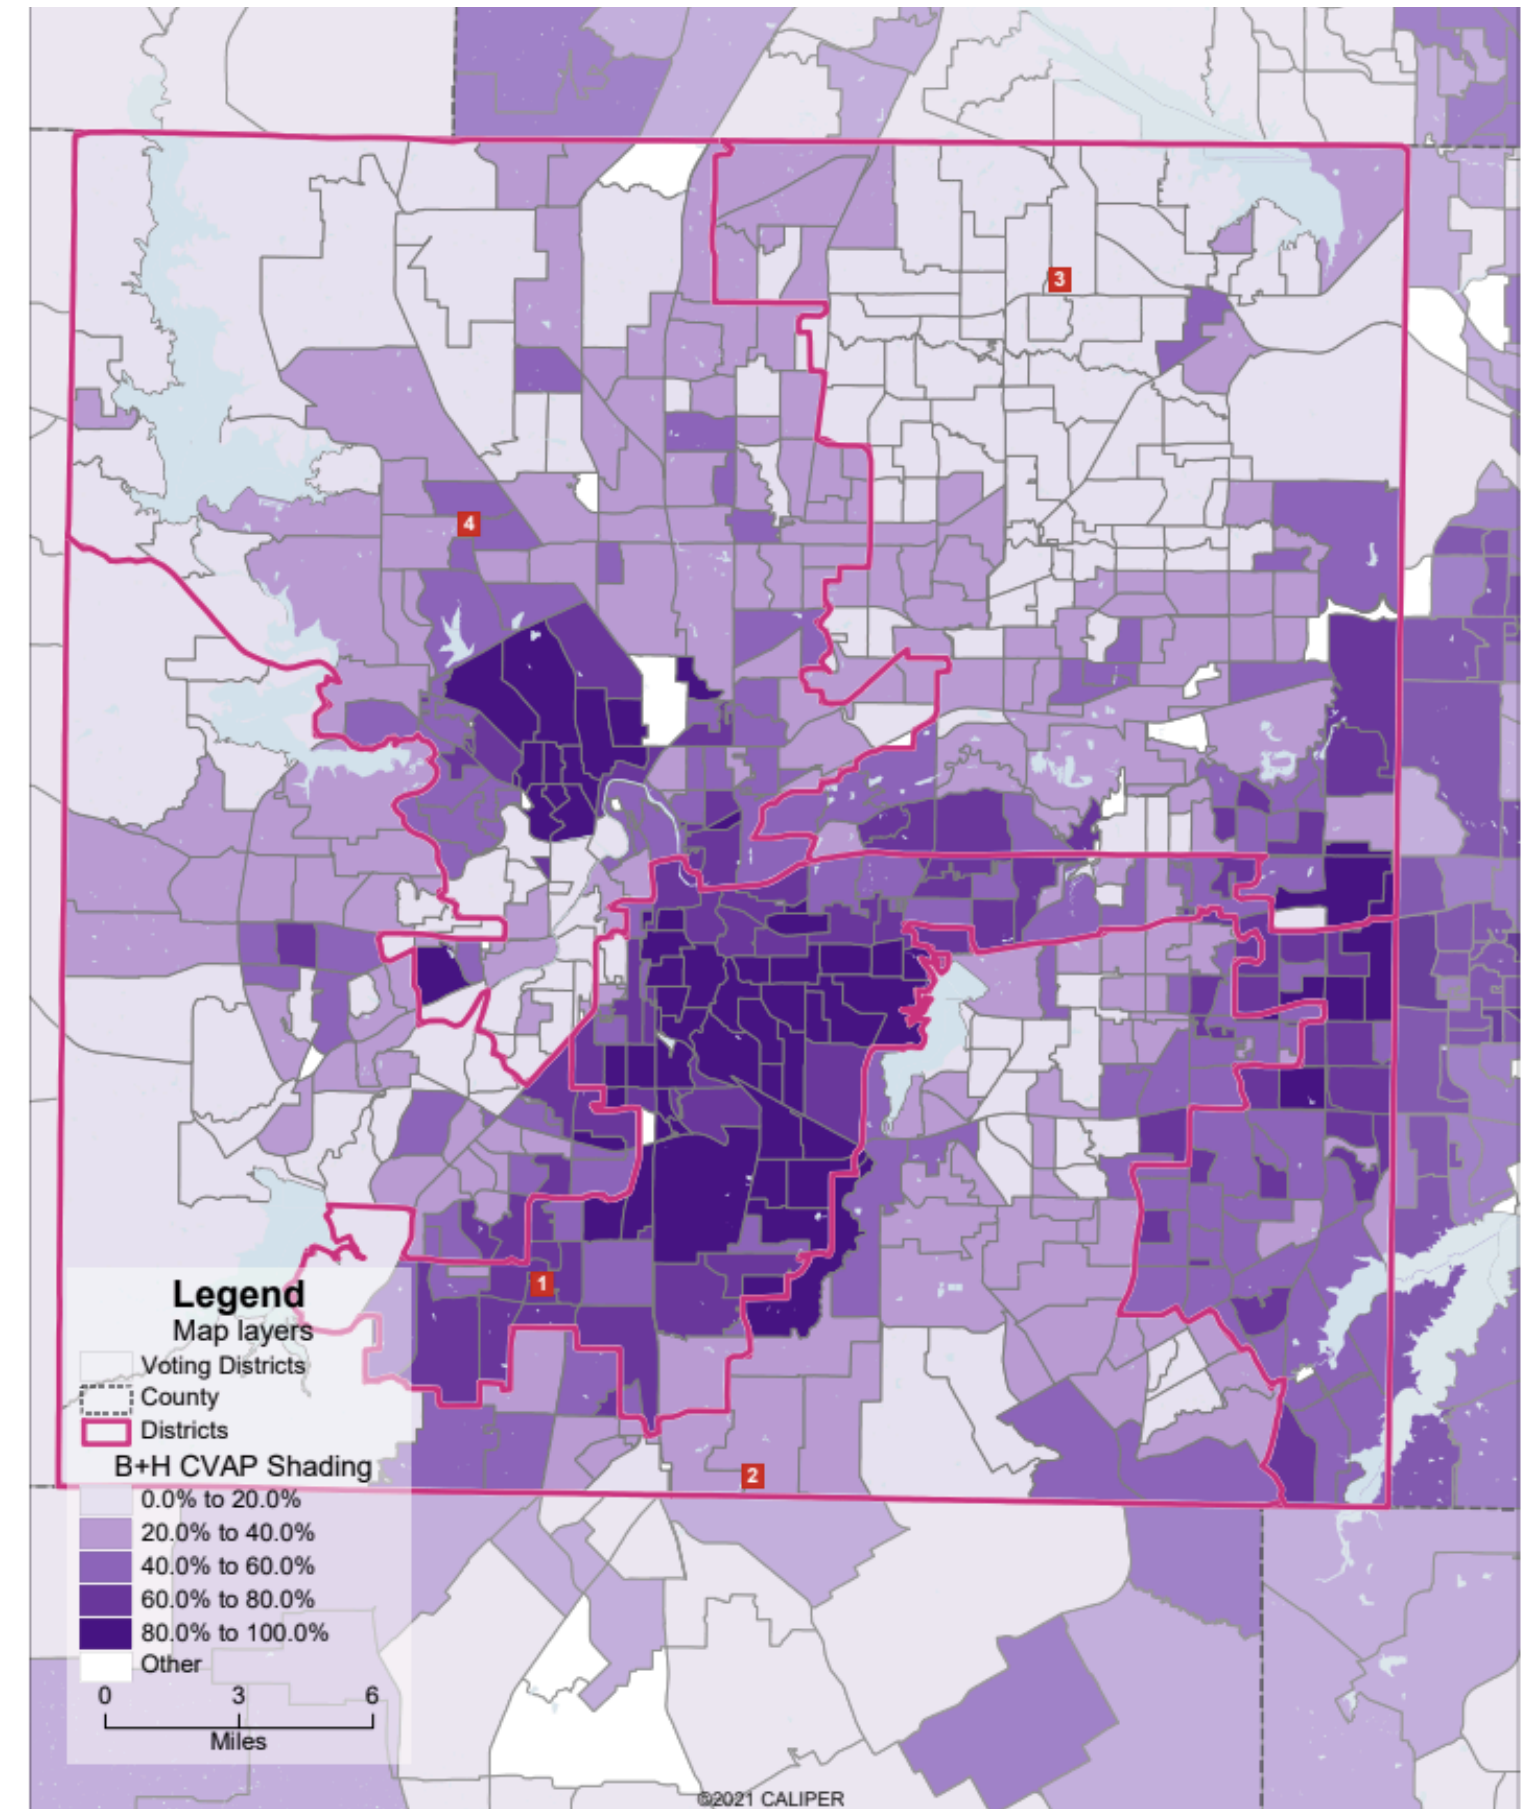 3
4
1
2
Legend
Map layers
Voting Districts
County
Districts
B+H CVAP Shading
0.0% to 20.0%
20.0% to 40.0%
40.0% to 60.0%
60.0% to 80.0%
80.0% to 100.0%
Other
0 3 6
Miles
©2021 CALIPER